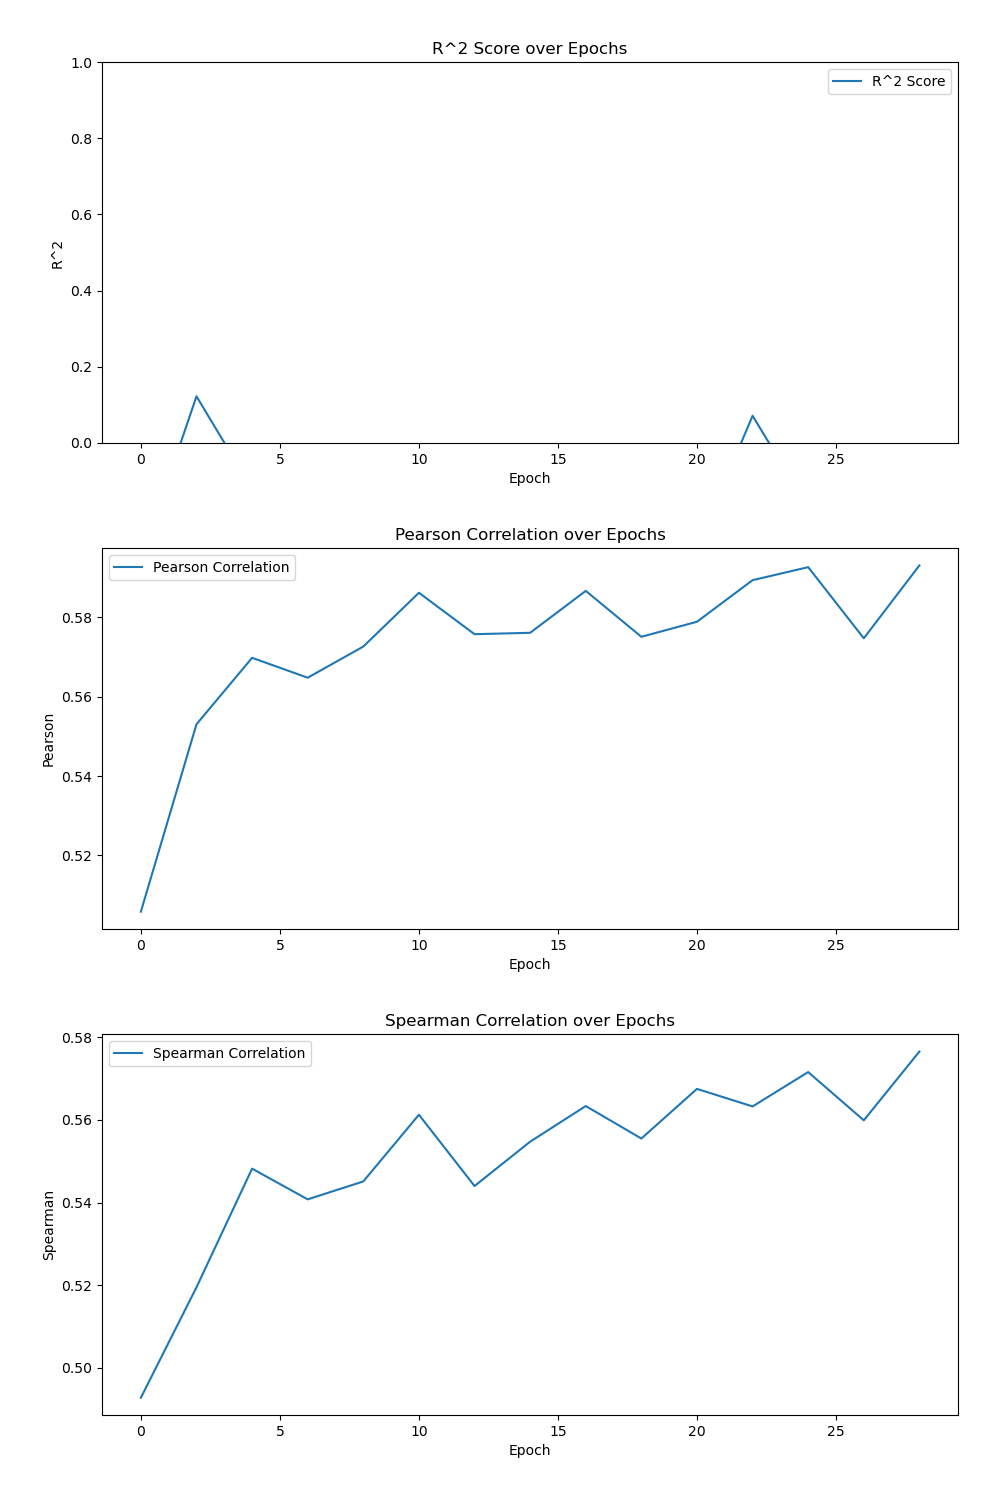 R^2 Score over Epochs
R^2 Score
1.0
0.8
0.6
0.4
0.2
0.0
R^2
0 5 10 15 20 25
Epoch
Pearson Correlation over Epochs
Pearson Correlation
0.58
0.56
0.54
0.52
Pearson
0 5 10 15 20 25
Epoch
Spearman Correlation over Epochs
Spearman Correlation
0.58
0.56
0.54
0.52
0.50
Spearman
0 5 10 15 20 25
Epoch